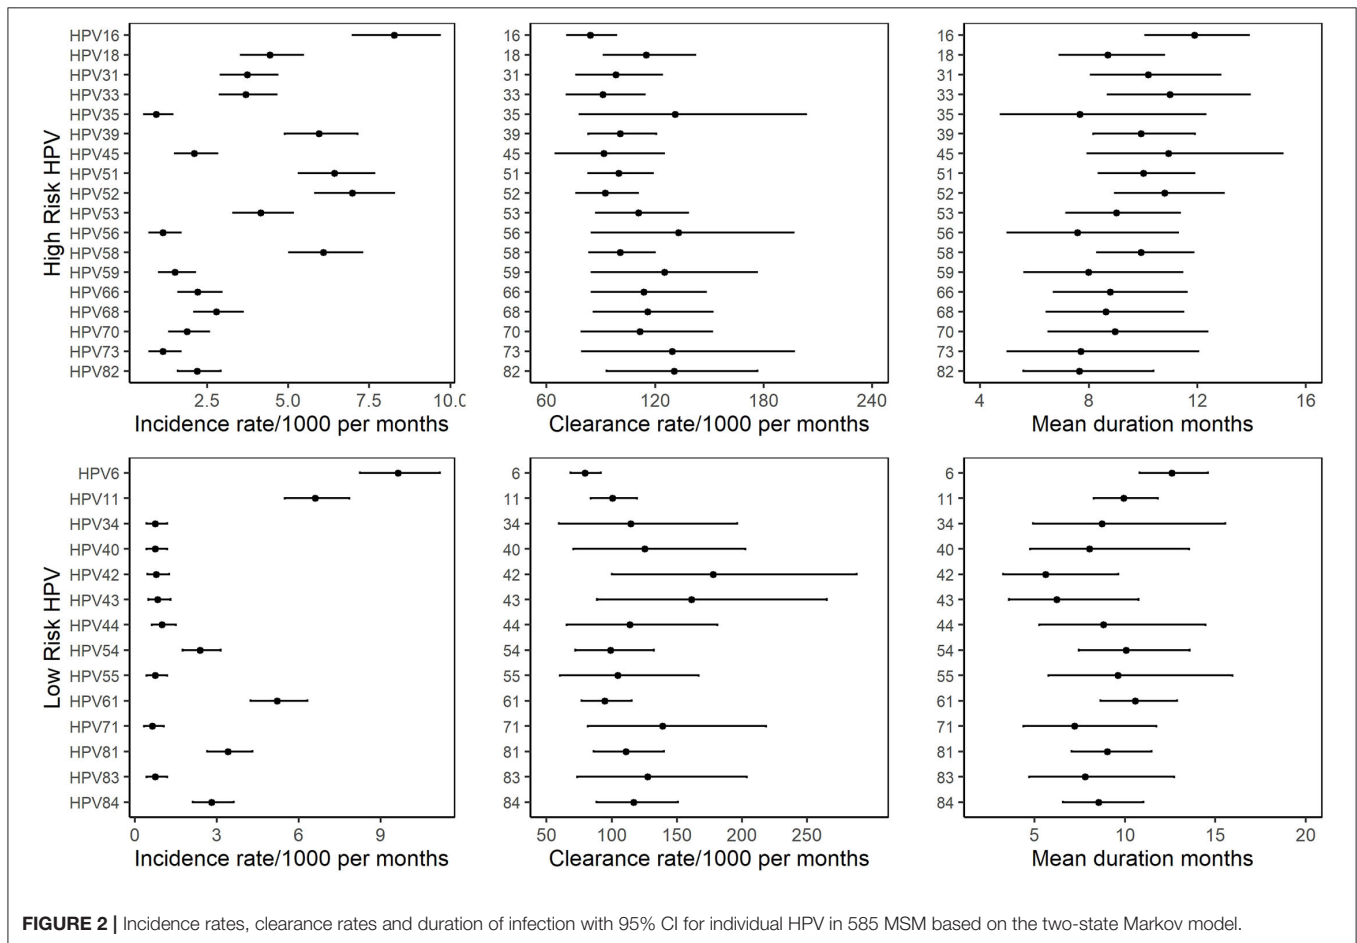 High Risk HPV
HPV16
HPV18
HPV31
HPV33
HPV35
HPV39
HPV45
HPV51
HPV52
HPV53
HPV56
HPV58
HPV59
HPV66
HPV68
HPV70
HPV73
HPV82
2.5 5.0 7.5 10.0
Incidence rate/1000 per months
16
18
31
33
35
39
45
51
52
53
56
58
59
66
68
70
73
82
60 120 180 240
Clearance rate/1000 per months
16
18
31
33
35
39
45
51
52
53
56
58
59
66
68
70
73
82
4 8 12 16
Mean duration months
Low Risk HPV
HPV6
HPV11
HPV34
HPV40
HPV42
HPV43
HPV44
HPV54
HPV55
HPV61
HPV71
HPV81
HPV83
HPV84
0 3 6 9
Incidence rate/1000 per months
6
11
34
40
42
43
44
54
55
61
71
81
83
84
50 100 150 200 250
Clearance rate/1000 per months
6
11
34
40
42
43
44
54
55
61
71
81
83
84
5 10 15 20
Mean duration months
FIGURE 2 | Incidence rates, clearance rates and duration of infection with 95% CI for individual HPV in 585 MSM based on the two-state Markov model.